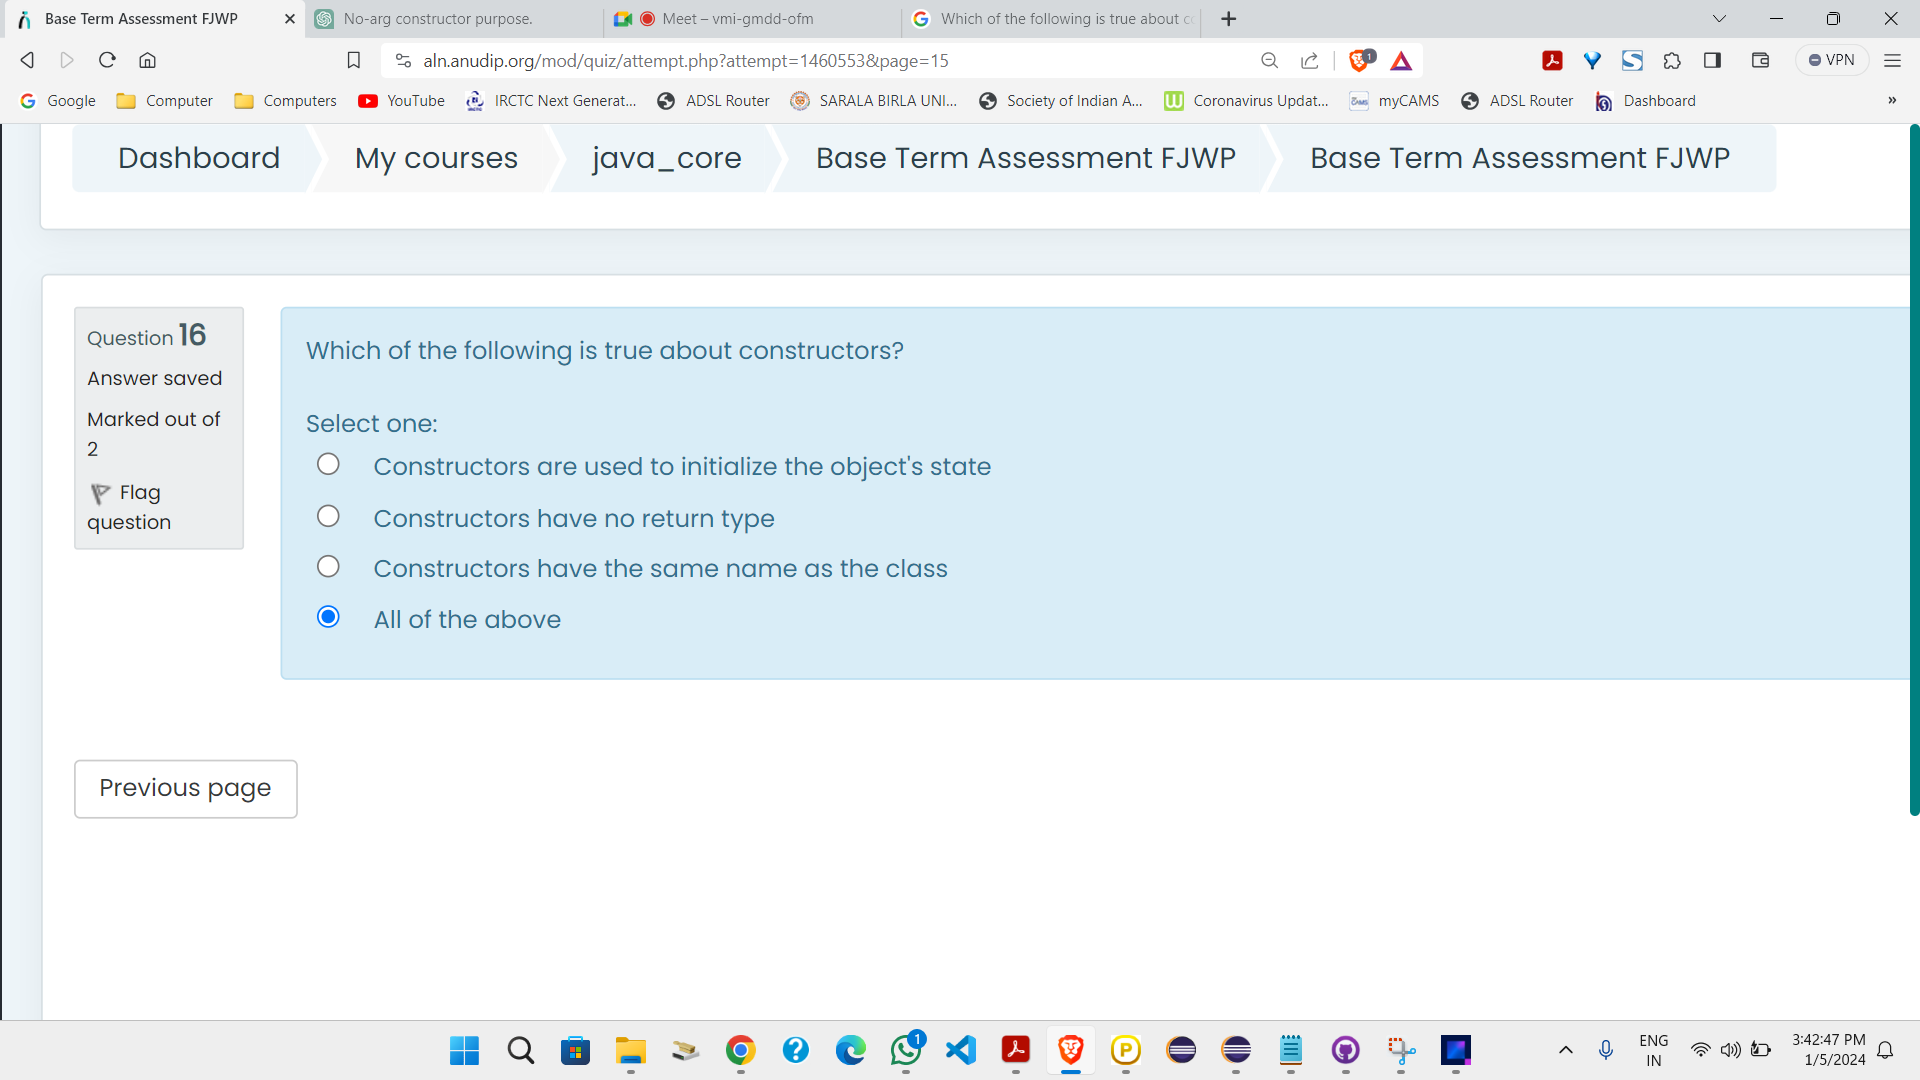 Base Term Assessment FJWP
No-arg constructor purpose.
Meet – vmi-gmdd-ofm
Which of the following is true about co
aln.anudip.org/mod/quiz/attempt.php?attempt=1460553&page=15
1
VPN
Google
Computer
Computers
YouTube
IRCTC Next Generat...
ADSL Router
SARALA BIRLA UNI...
Society of Indian A...
Coronavirus Updat...
myCAMS
ADSL Router
Dashboard
»
Dashboard
My courses
java_core
Base Term Assessment FJWP
Base Term Assessment FJWP
Question 16
Answer saved
Marked out of
2
Flag
question
Which of the following is true about constructors?
Select one:
Constructors are used to initialize the object's state
Constructors have no return type
Constructors have the same name as the class
All of the above
Previous page
1
ENG
IN
3:42:47 PM
1/5/2024